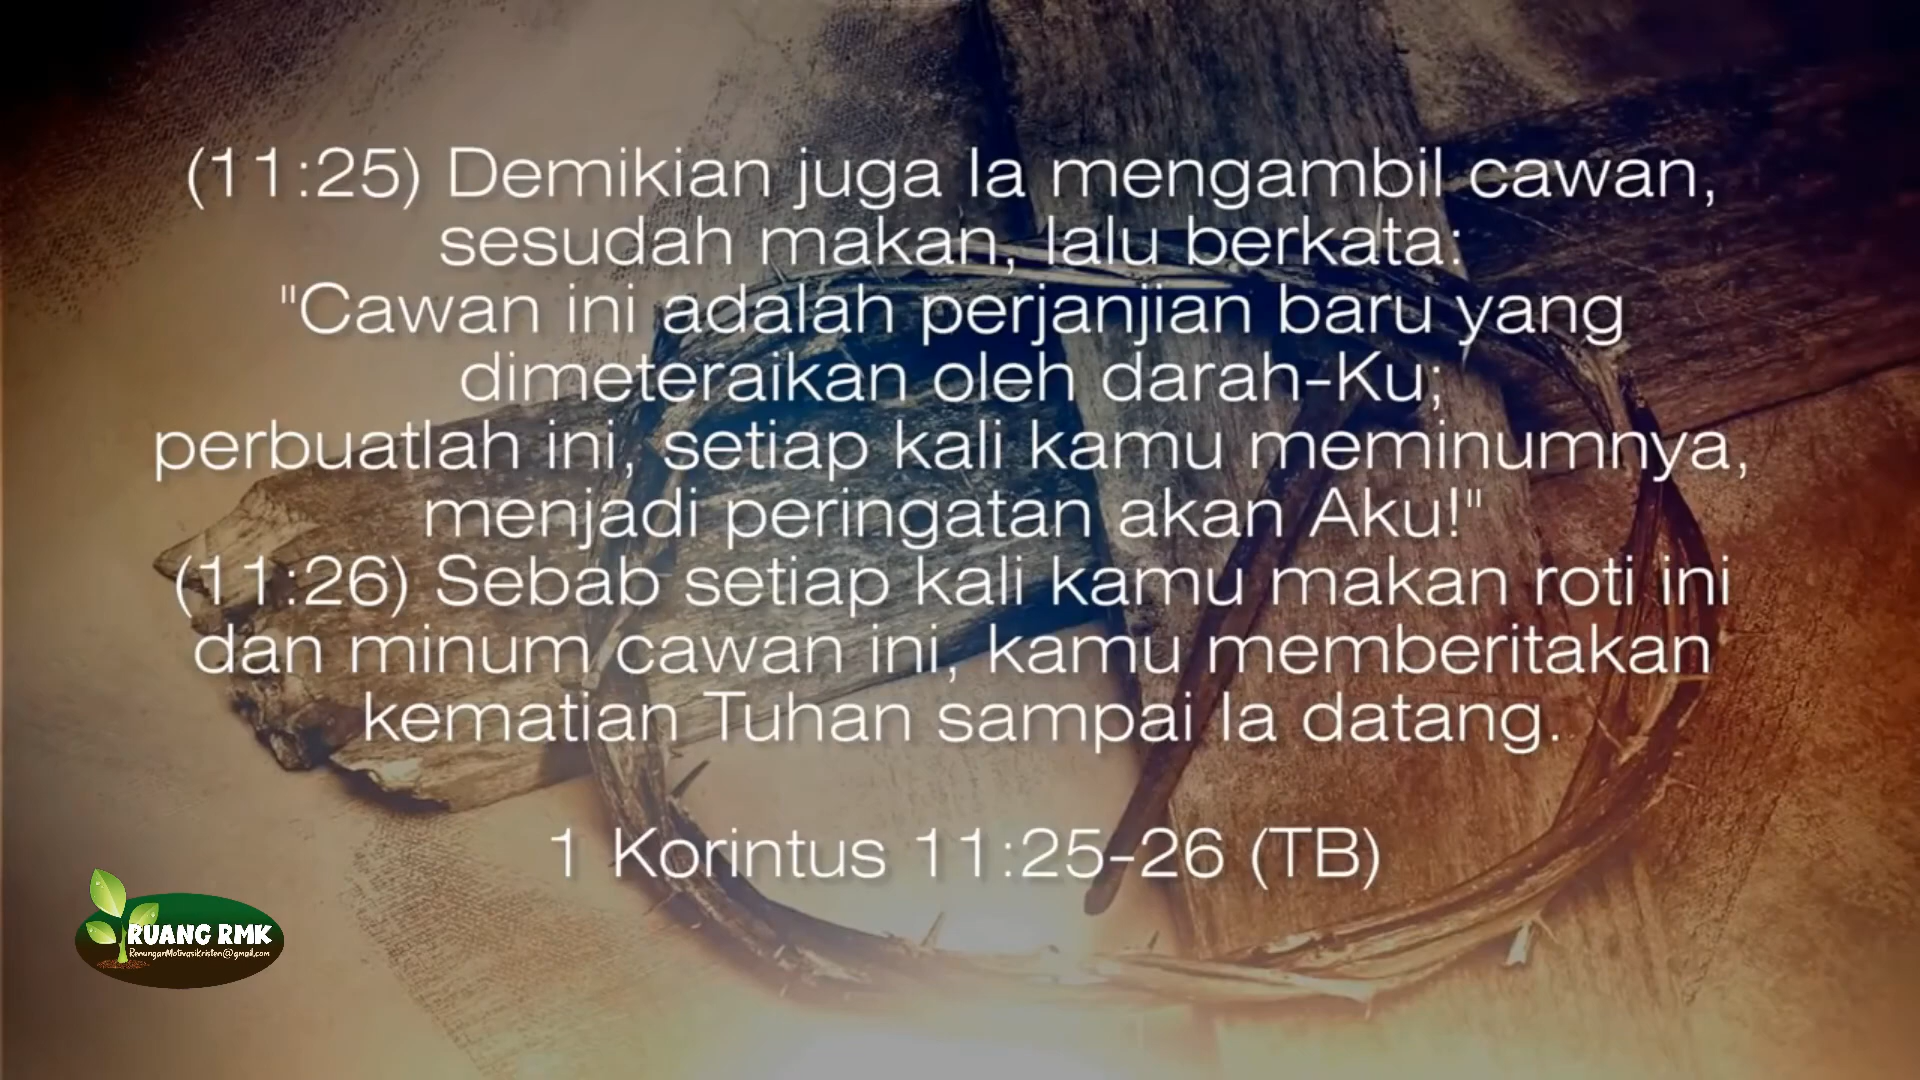 (11:25) Demikian juga Ia mengambil cawan,
sesudah makan, lalu berkata:
"Cawan ini adalah perjanjian baru yang
dimeteraikan oleh darah-Ku;
perbuatlah ini, setiap kali kamu meminumnya,
menjadi peringatan akan Aku!"
(11:26) Sebab setiap kali kamu makan roti ini
dan minum cawan ini, kamu memberitakan
kematian Tuhan sampai Ia datang.
1 Korintus 11:25-26 (TB)
RUANG RMK
RenunganMotivasiKristen@gmail.com